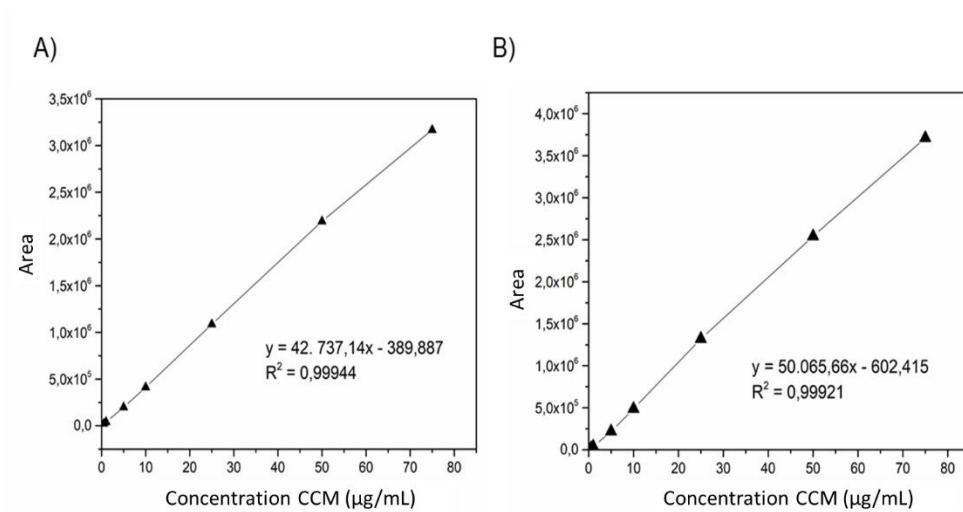 A)
3,5x10⁶
3,0x10⁶
2,5x10⁶
2,0x10⁶
1,5x10⁶
1,0x10⁶
5,0x10⁵
0,0
Area
y = 42. 737,14x - 389,887
R² = 0,99944
0 10 20 30 40 50 60 70 80
Concentration CCM (µg/mL)
B)
4,0x10⁶
3,5x10⁶
3,0x10⁶
2,5x10⁶
2,0x10⁶
1,5x10⁶
1,0x10⁶
5,0x10⁵
0,0
Area
y = 50.065,66x - 602,415
R² = 0,99921
0 10 20 30 40 50 60 70 80
Concentration CCM (µg/mL)